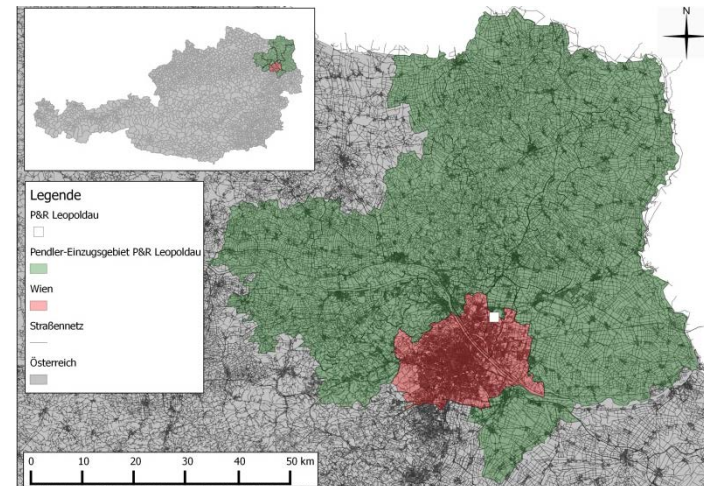 N
Legende
P&R Leopoldau
Pendler-Einzugsgebiet P&R Leopoldau
Wien
Straßennetz
Österreich
0 10 20 30 40 50 km